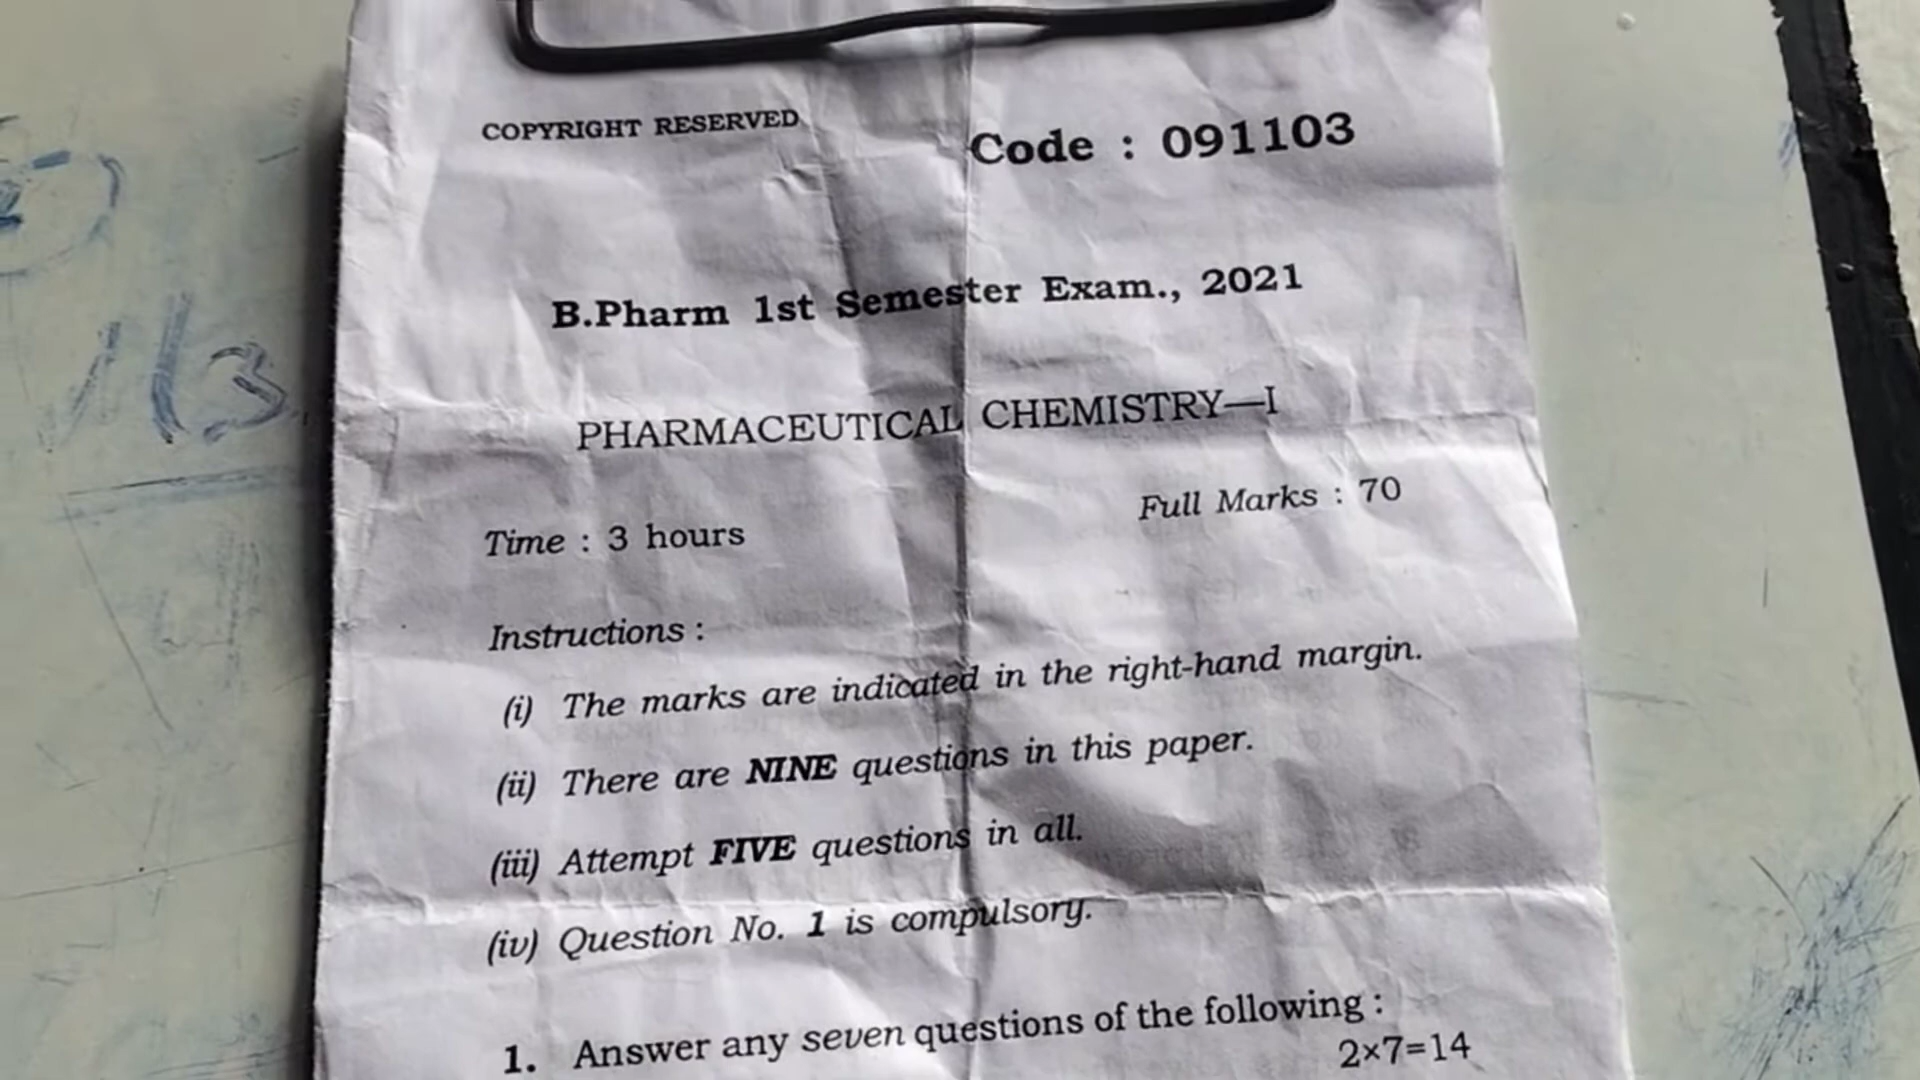 COPYRIGHT RESERVED
Code : 091103
B.Pharm 1st Semester Exam., 2021
PHARMACEUTICAL CHEMISTRY—I
Time : 3 hours
Full Marks : 70
Instructions :
(i) The marks are indicated in the right-hand margin.
(ii) There are NINE questions in this paper.
(iii) Attempt FIVE questions in all.
(iv) Question No. 1 is compulsory.
1. Answer any seven questions of the following :
2×7=14